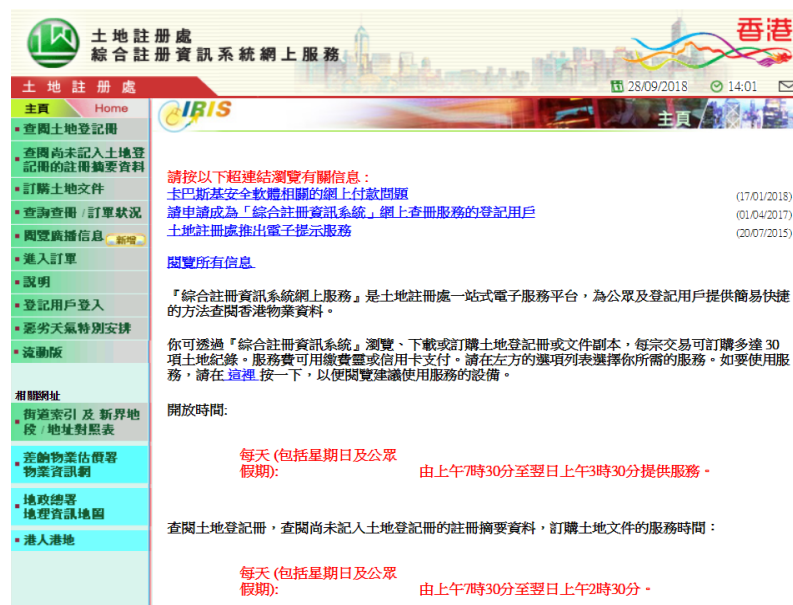 土地註册處
綜合註册資訊系統網上服務
香港
土地註册處
28/09/2018
14:01
主頁
Home
IRIS
主頁
查閱土地登記冊
查閱尚未記入土地登
記冊的註冊摘要資料
訂購土地文件
查詢查冊 / 訂單狀况
閱覽廣播信息
新增
進入訂單
說明
登記用戶登入
惡劣天氣特別安排
流動版
相關網址
街道索引 及 新界地
段 / 地址對照表
差餉物業估價署
物業資訊網
地政總署
地理資訊地圖
港人港地
請按以下超連結瀏覽有關信息 :
卡巴斯基安全軟體相關的網上付款問題
(17/01/2018)
請申請成為「綜合註冊資訊系統」網上查冊服務的登記用戶
(01/04/2017)
土地註冊處推出電子提示服務
(20/07/2015)
閱覽所有信息
『綜合註冊資訊系統網上服務』是土地註冊處一站式電子服務平台，為公眾及登記用戶提供簡易快捷
的方法查閱香港物業資料。
你可透過『綜合註冊資訊系統』瀏覽、下載或訂購土地登記冊或文件副本，每宗交易可訂購多達 30
項土地紀錄。服務費可用繳費靈或信用卡支付。請在左方的選項列表選擇你所需的服務。如要使用服
務，請在 這裡 按一下，以便閱覽建議使用服務的設備。
開放時間:
每天 (包括星期日及公眾
假期):
由上午7時30分至翌日上午3時30分提供服務。
查閱土地登記冊，查閱尚未記入土地登記冊的註冊摘要資料，訂購土地文件的服務時間：
每天 (包括星期日及公眾
假期):
由上午7時30分至翌日上午2時30分。